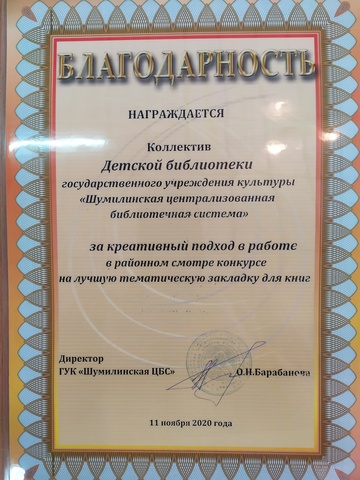 БЛАГОДАРНОСТЬ
НАГРАЖДАЕТСЯ
Коллектив
Детской библиотеки
государственного учреждения культуры
«Шумилинская централизованная
библиотечная система»
за креативный подход в работе
в районном смотре конкурсе
на лучшую тематическую закладку для книг
Директор
ГУК «Шумилинская ЦБС» О.Н.Барабанова
11 ноября 2020 года